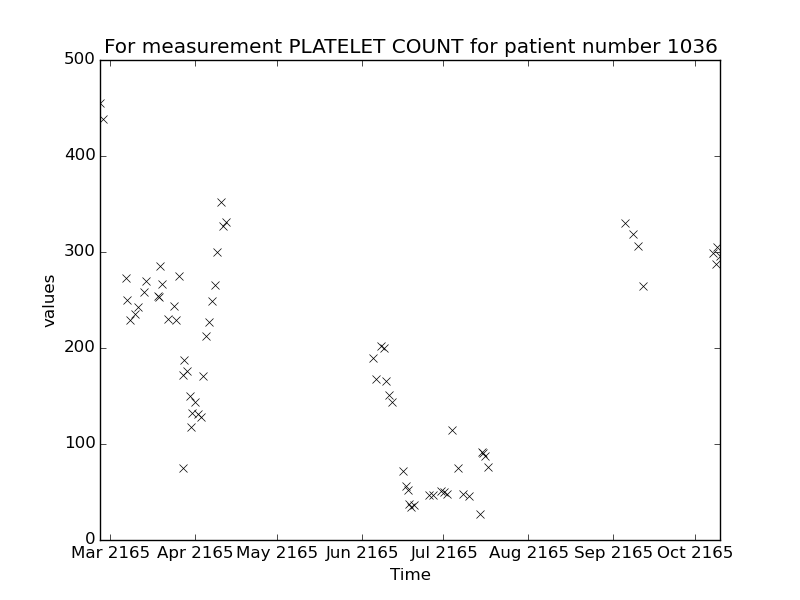 For measurement PLATELET COUNT for patient number 1036
500
400
300
200
100
0
values
Mar 2165 Apr 2165 May 2165 Jun 2165 Jul 2165 Aug 2165 Sep 2165 Oct 2165
Time